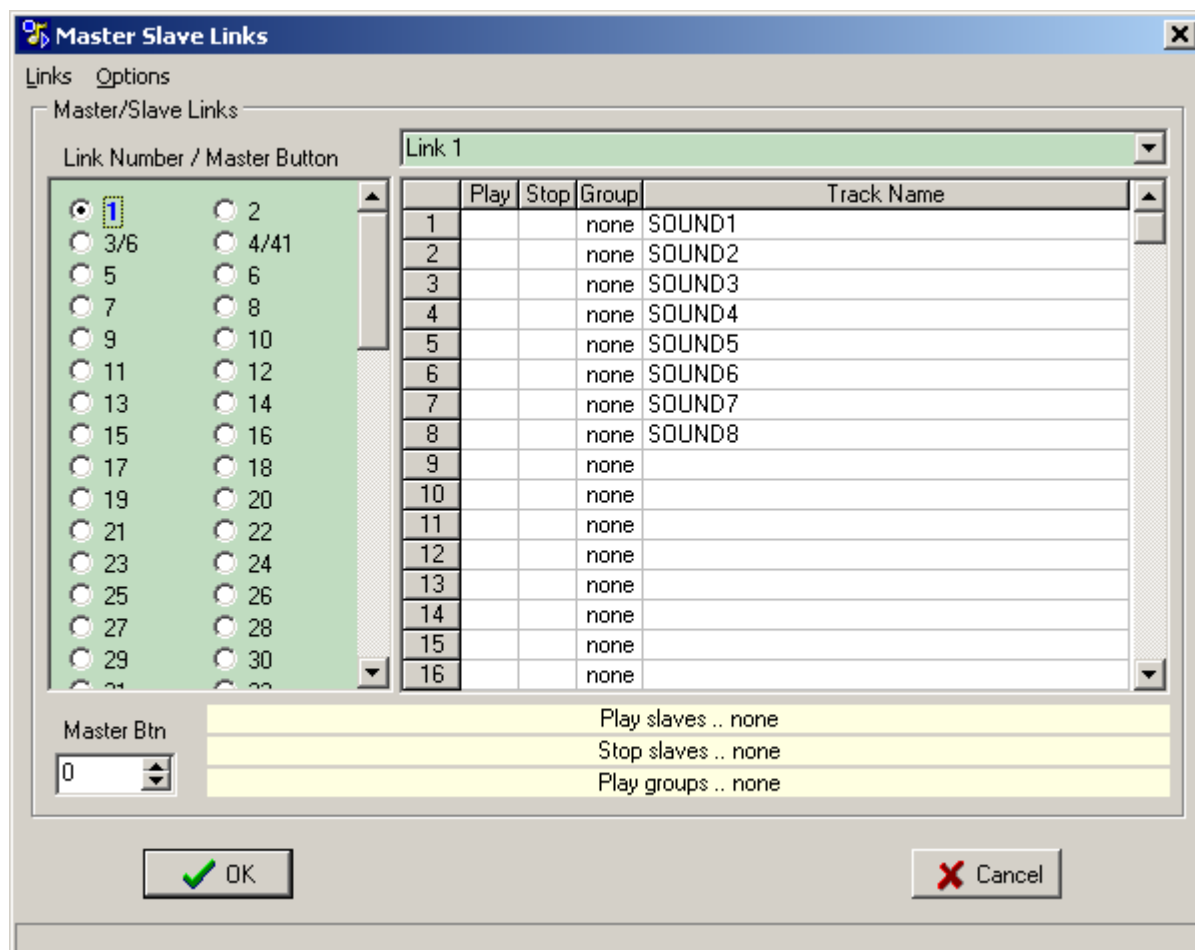 Master Slave Links
Links Options
Master/Slave Links
Link Number / Master Button
1 2
3/6 4/41
5 6
7 8
9 10
11 12
13 14
15 16
17 18
19 20
21 22
23 24
25 26
27 28
29 30
Master Btn
0
Link 1
Play Stop Group Track Name
1 none SOUND1
2 none SOUND2
3 none SOUND3
4 none SOUND4
5 none SOUND5
6 none SOUND6
7 none SOUND7
8 none SOUND8
9 none
10 none
11 none
12 none
13 none
14 none
15 none
16 none
Play slaves .. none
Stop slaves .. none
Play groups .. none
OK Cancel